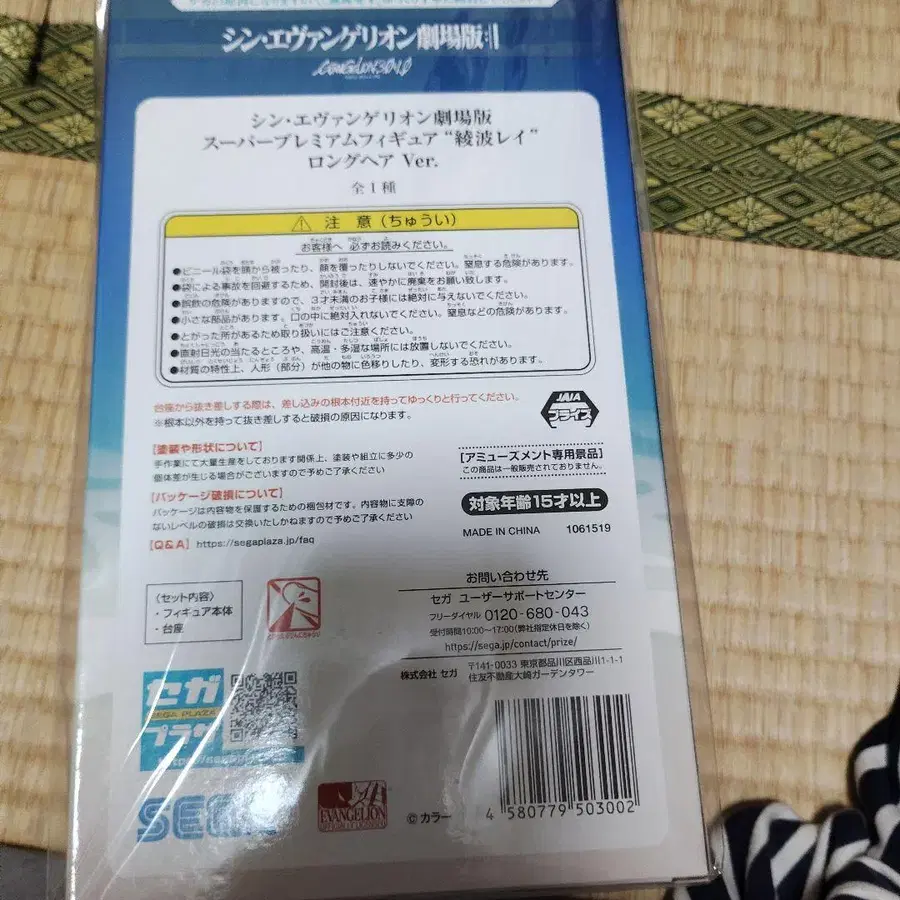 シン・エヴァンゲリオン劇場版
シン・エヴァンゲリオン劇場版
スーパープレミアムフィギュア“綾波レイ”
ロングヘア Ver.
全1種
注 意 (ちゅうい)
お客様へ 必ずお読みください。
●ビニール袋を頭から被ったり、顔を覆ったりしないでください。窒息する危険があります。
●袋による事故を回避するため、開封後は、速やかに廃棄をお願い致します。
●誤飲の危険がありますので、3才未満のお子様には絶対に与えないでください。
●小さな部品があります。口の中に絶対入れないでください。窒息などの危険があります。
●とがった所があるため取り扱いにはご注意ください。
●直射日光の当たるところや、高温・多湿な場所には放置しないでください。
●材質の特性上、人形(部分)が他の物に色移りしたり、変形する恐れがあります。
台座から抜き差しする際は、差し込みの根本付近を持ってゆっくりと行ってください。
※根本以外を持って抜き差しすると破損の原因になります。
JAIA
プライズ
【塗装や形状について】
手作業にて大量生産をしております関係上、塗装や組立に多少の
個体差が生じる場合がございますので予めご了承ください
【パッケージ破損について】
パッケージは内容物を保護するための梱包材です。内容物に支障の
ないレベルの破損は交換いたしかねますので予めご了承ください
【Q&A】 https://segaplaza.jp/faq
【アミューズメント専用景品】
この商品は一般販売されておりません。
対象年齢15才以上
MADE IN CHINA 1061519
お問い合わせ先
セガ ユーザーサポートセンター
フリーダイヤル 0120-680-043
受付時間10:00~17:00(弊社指定休日を除く)
https://sega.jp/contact/prize/
株式会社 セガ 〒141-0033 東京都品川区西品川1-1-1
住友不動産大崎ガーデンタワー
〈セット内容〉
・フィギュア本体
・台座
セガ
SEGA PLAZA
プラザ
SEGA
EVANGELION
©カラー
4 580779 503002